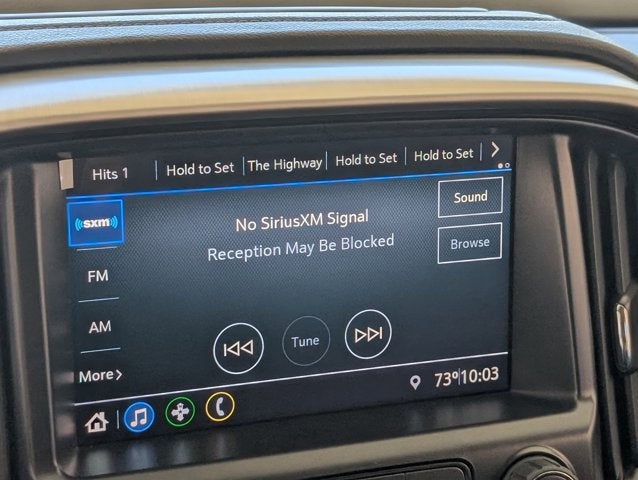 Hits 1 Hold to Set The Highway Hold to Set Hold to Set
sxm
No SiriusXM Signal
Reception May Be Blocked
Sound
Browse
FM
AM
More
Tune
73° 10:03